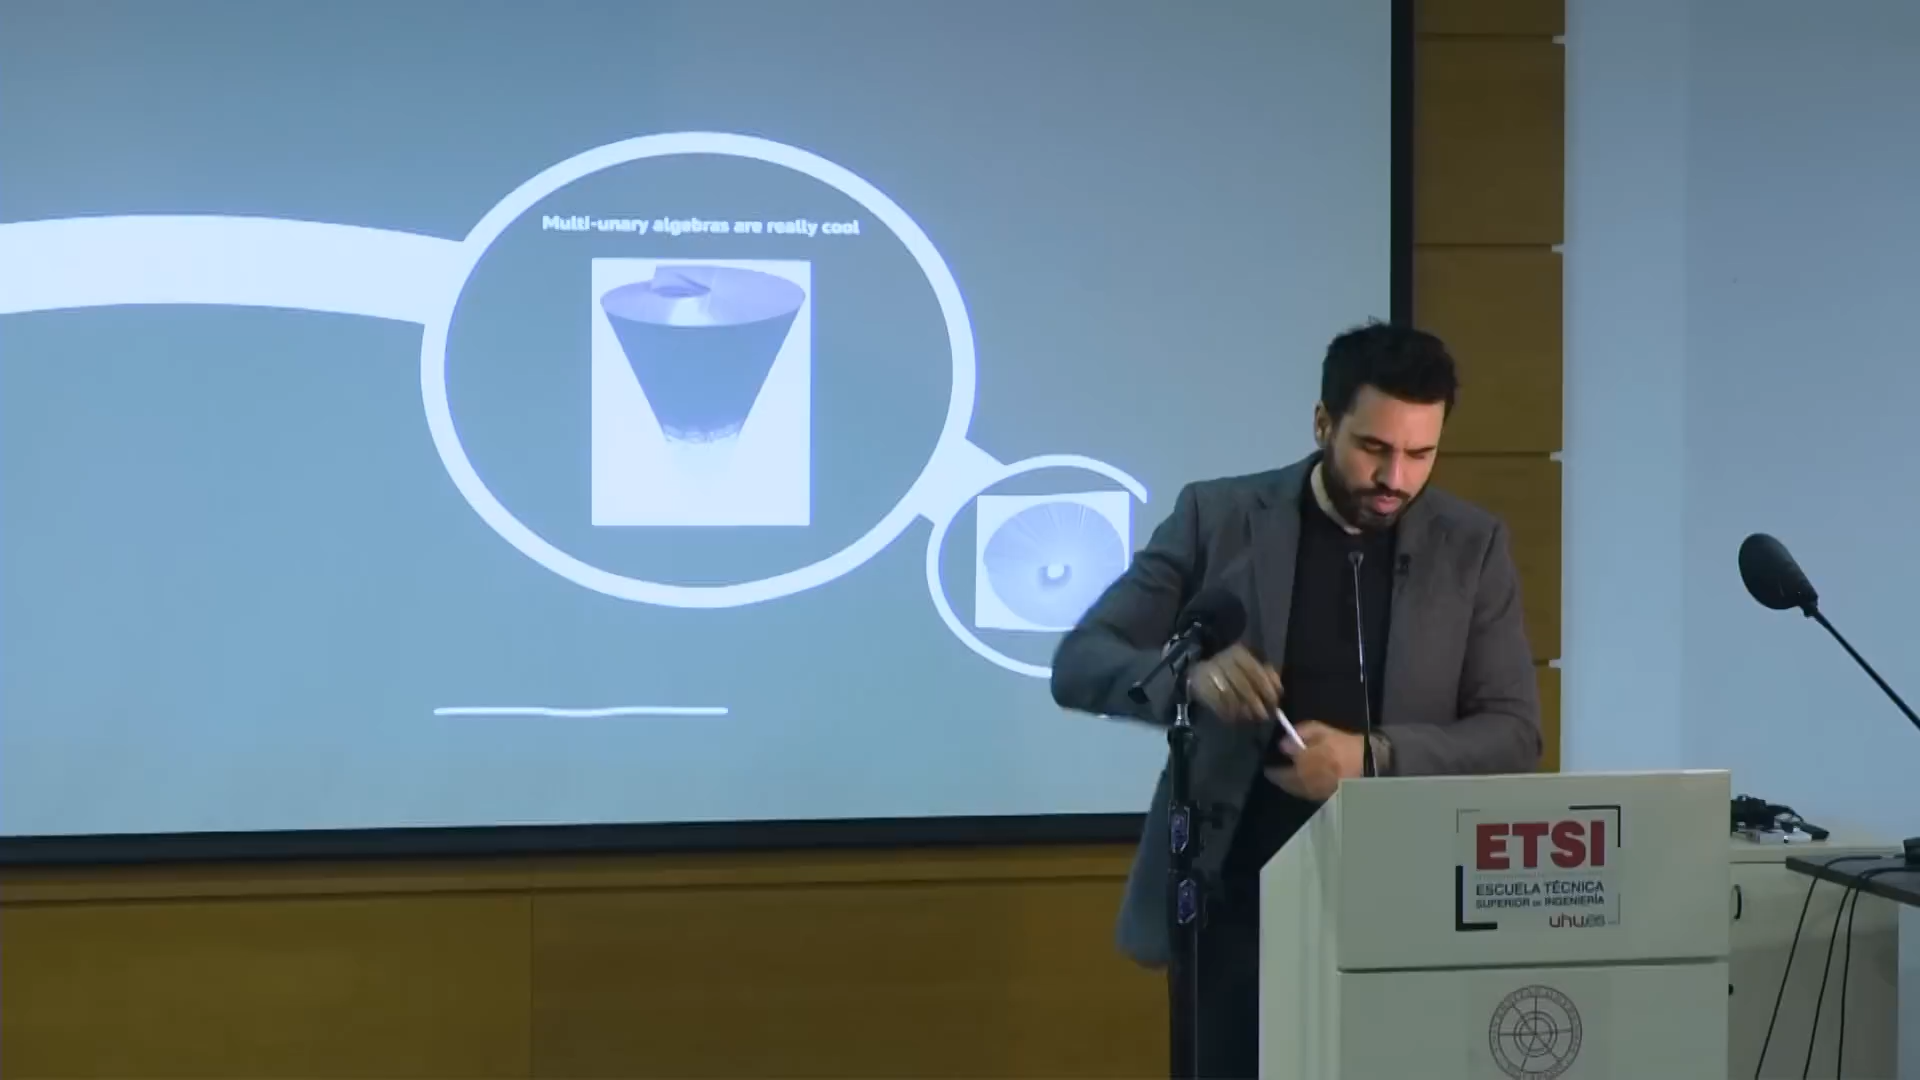 Multi-unary algebras are really cool
ETSI
ESCUELA TÉCNICA
SUPERIOR DE INGENIERÍA
uhu.es